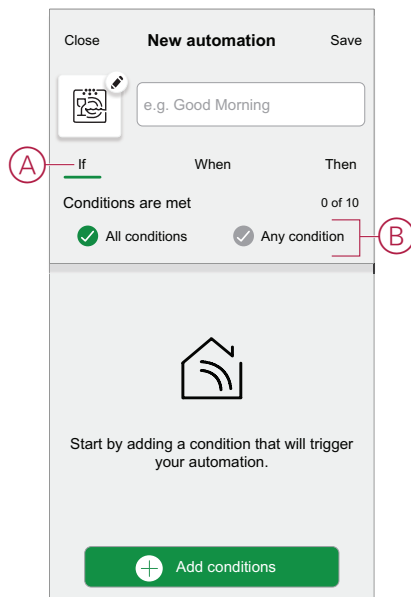 Close New automation Save
e.g. Good Morning
A If When Then
Conditions are met 0 of 10
All conditions Any condition B
Start by adding a condition that will trigger
your automation.
Add conditions